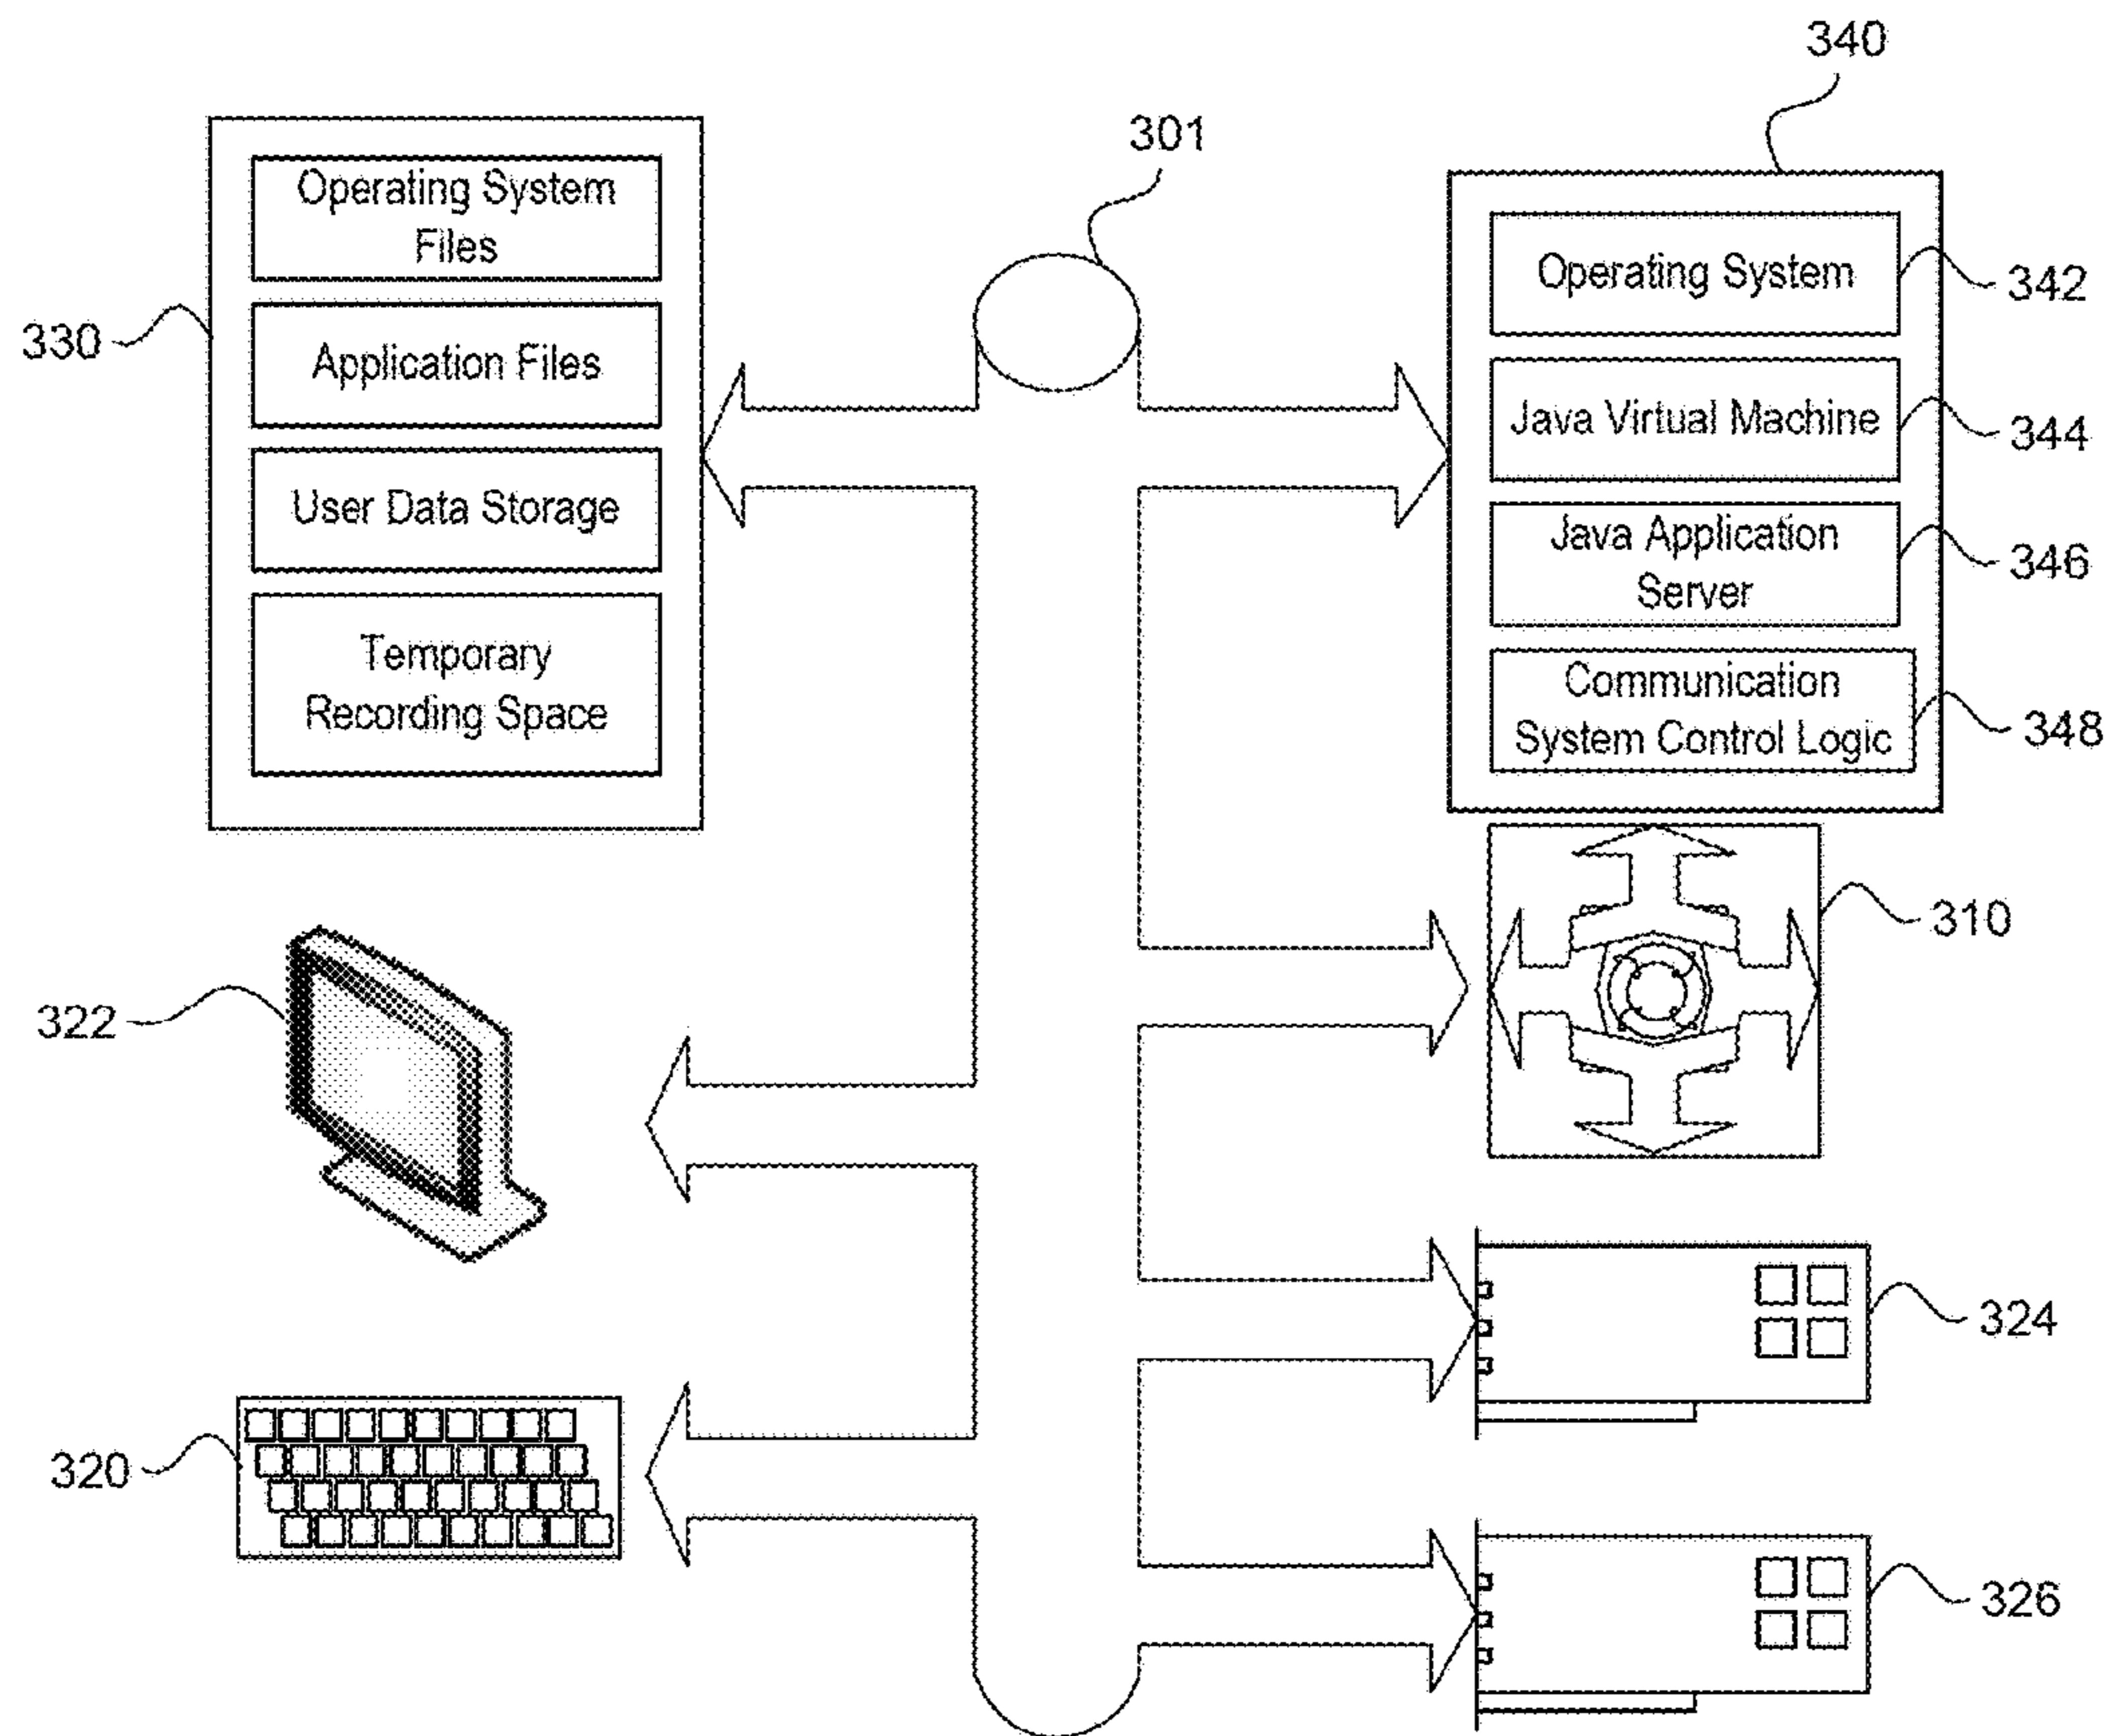 340
301
Operating System
Files
Application Files
User Data Storage
Temporary
Recording Space
330
Operating System
342
Java Virtual Machine
344
Java Application
Server
346
Communication
System Control Logic
348
310
322
324
320
326